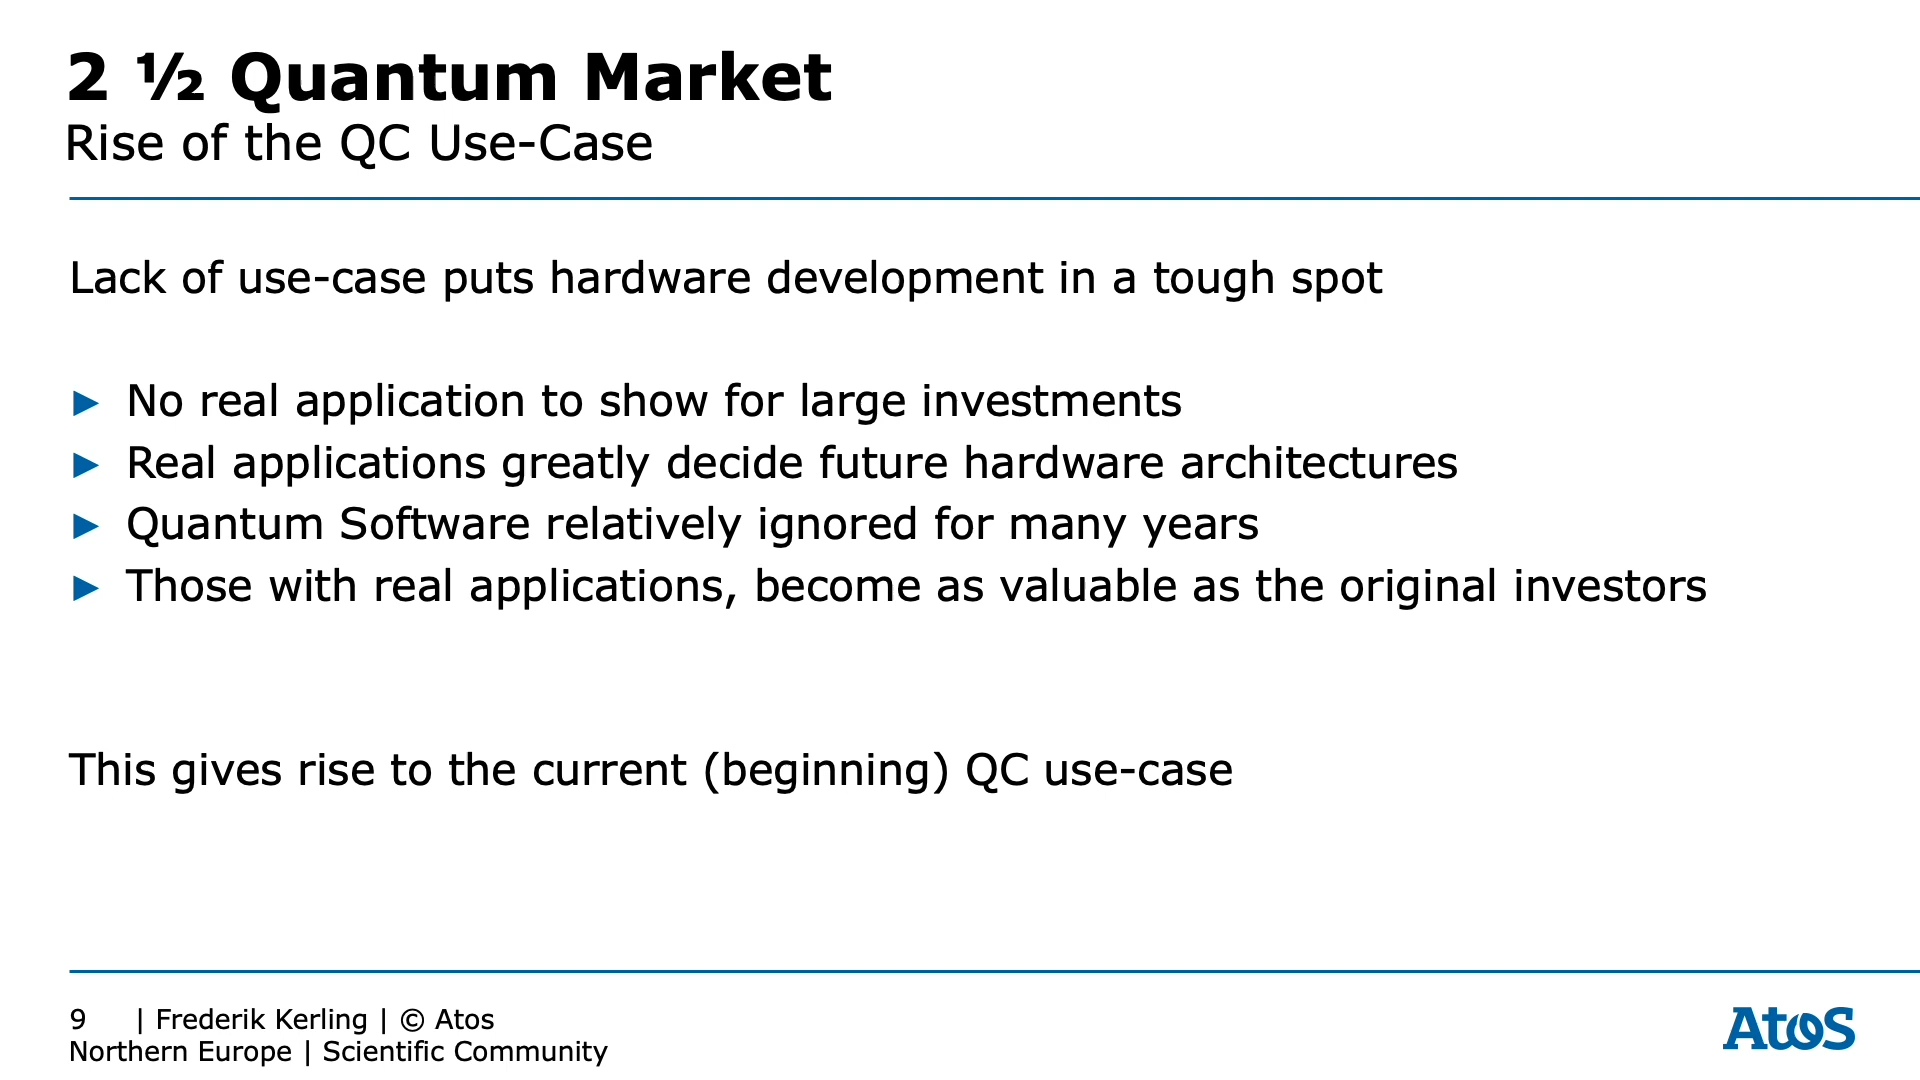 2 ½ Quantum Market
Rise of the QC Use-Case
Lack of use-case puts hardware development in a tough spot
► No real application to show for large investments
► Real applications greatly decide future hardware architectures
► Quantum Software relatively ignored for many years
► Those with real applications, become as valuable as the original investors
This gives rise to the current (beginning) QC use-case
9 | Frederik Kerling | © Atos
Northern Europe | Scientific Community
Atos